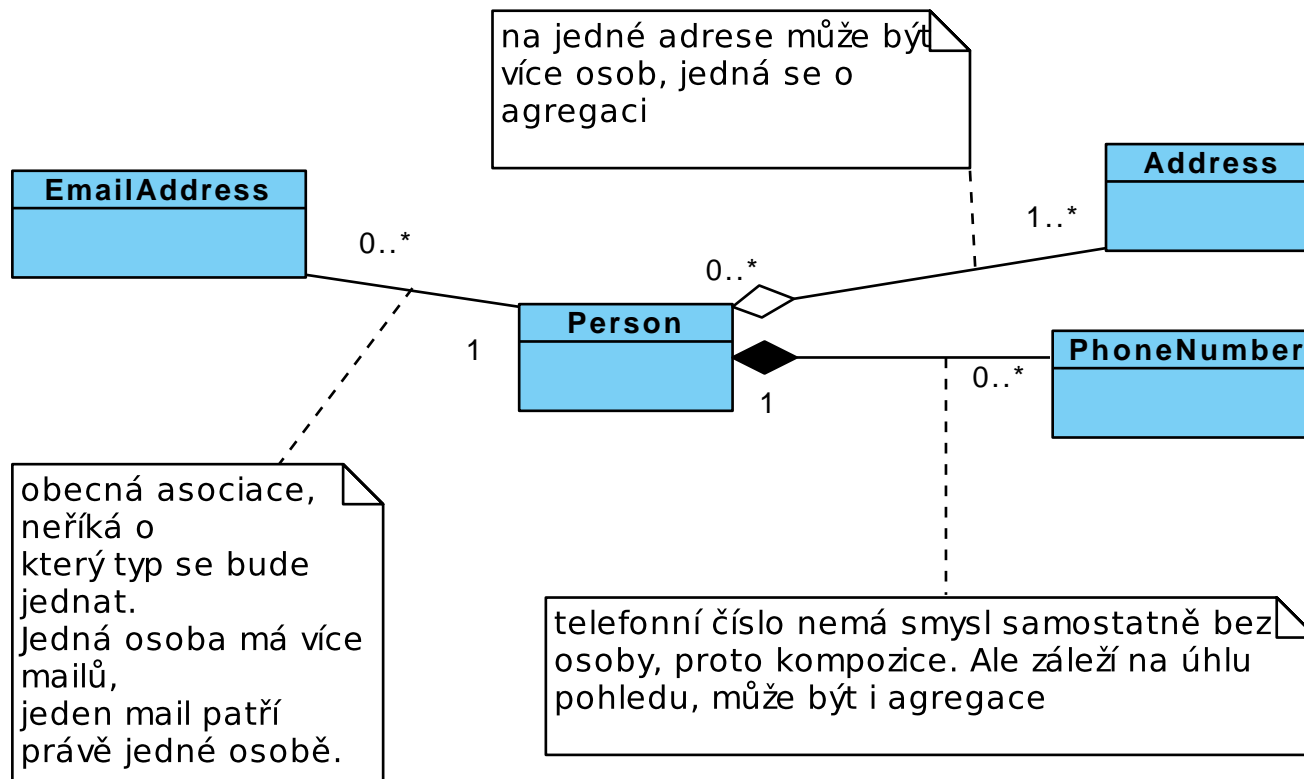 na jedné adrese může být
více osob, jedná se o
agregaci
Address
EmailAddress
1..*
0..*
0..*
Person
1
PhoneNumber
0..*
1
obecná asociace,
neříká o
který typ se bude
jednat.
Jedná osoba má více
mailů,
jeden mail patří
právě jedné osobě.
telefonní číslo nemá smysl samostatně bez
osoby, proto kompozice. Ale záleží na úhlu
pohledu, může být i agregace